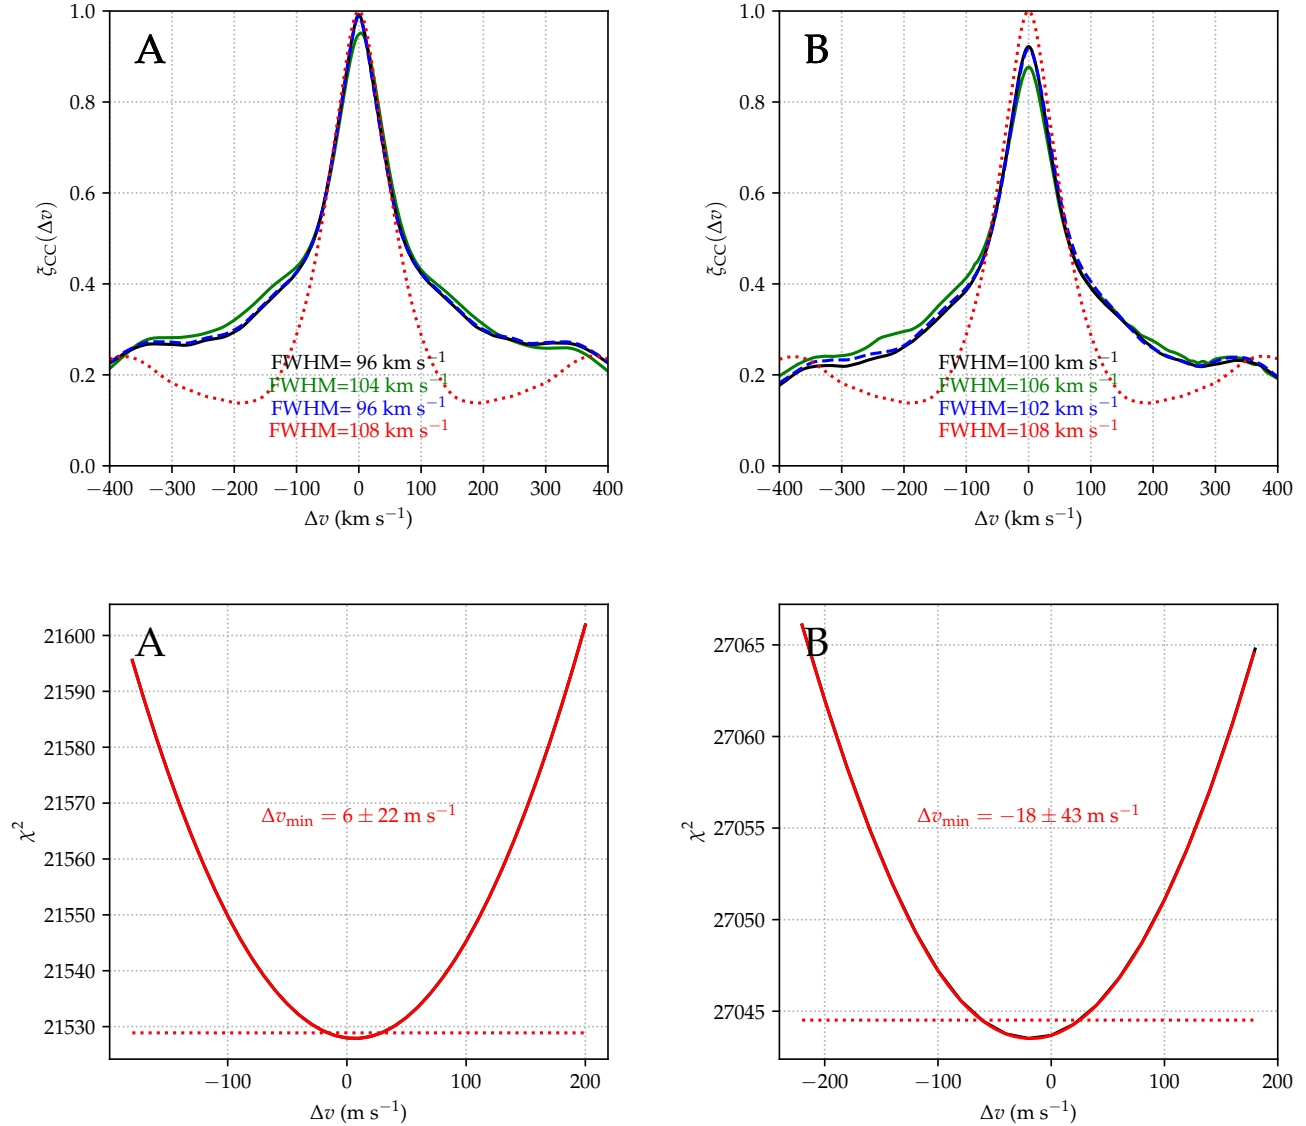 A
1.0
0.8
0.6
0.4
0.2
0.0
ξCC(Δv)
FWHM= 96 km s⁻¹
FWHM=104 km s⁻¹
FWHM= 96 km s⁻¹
FWHM=108 km s⁻¹
−400 −300 −200 −100 0 100 200 300 400
Δv (km s⁻¹)
B
1.0
0.8
0.6
0.4
0.2
0.0
ξCC(Δv)
FWHM=100 km s⁻¹
FWHM=106 km s⁻¹
FWHM=102 km s⁻¹
FWHM=108 km s⁻¹
−400 −300 −200 −100 0 100 200 300 400
Δv (km s⁻¹)
A
21600
21590
21580
21570
21560
21550
21540
21530
χ²
Δvmin = 6 ± 22 m s⁻¹
−100 0 100 200
Δv (m s⁻¹)
B
27065
27060
27055
27050
27045
χ²
Δvmin = −18 ± 43 m s⁻¹
−200 −100 0 100 200
Δv (m s⁻¹)